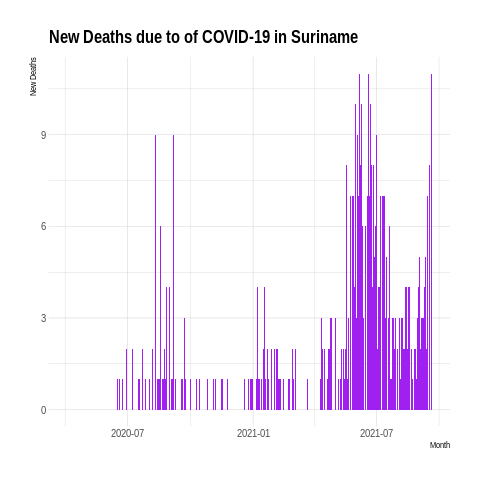 New Deaths due to of COVID-19 in Suriname
New Deaths
9
6
3
0
2020-07 2021-01 2021-07
Month